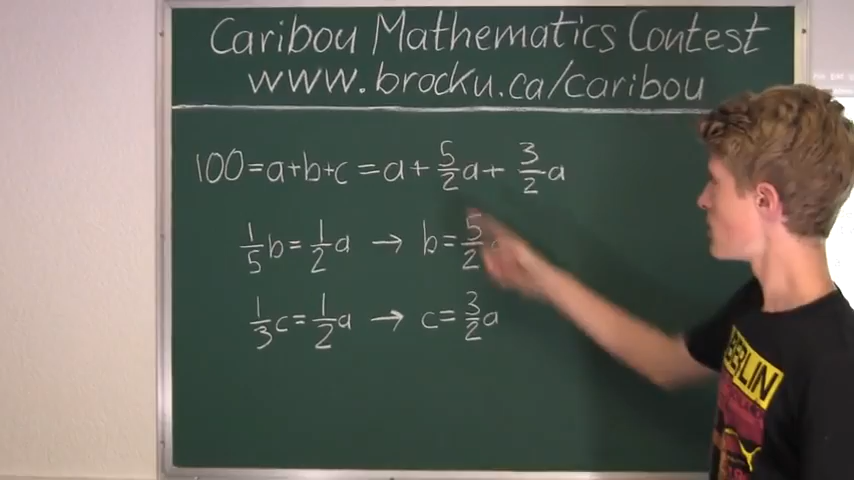 Caribou Mathematics Contest
www.brocku.ca/caribou
100=a+b+c=a+5/2a+3/2a
1/5b=1/2a→b=5/2
1/3c=1/2a→c=3/2a
BERLIN